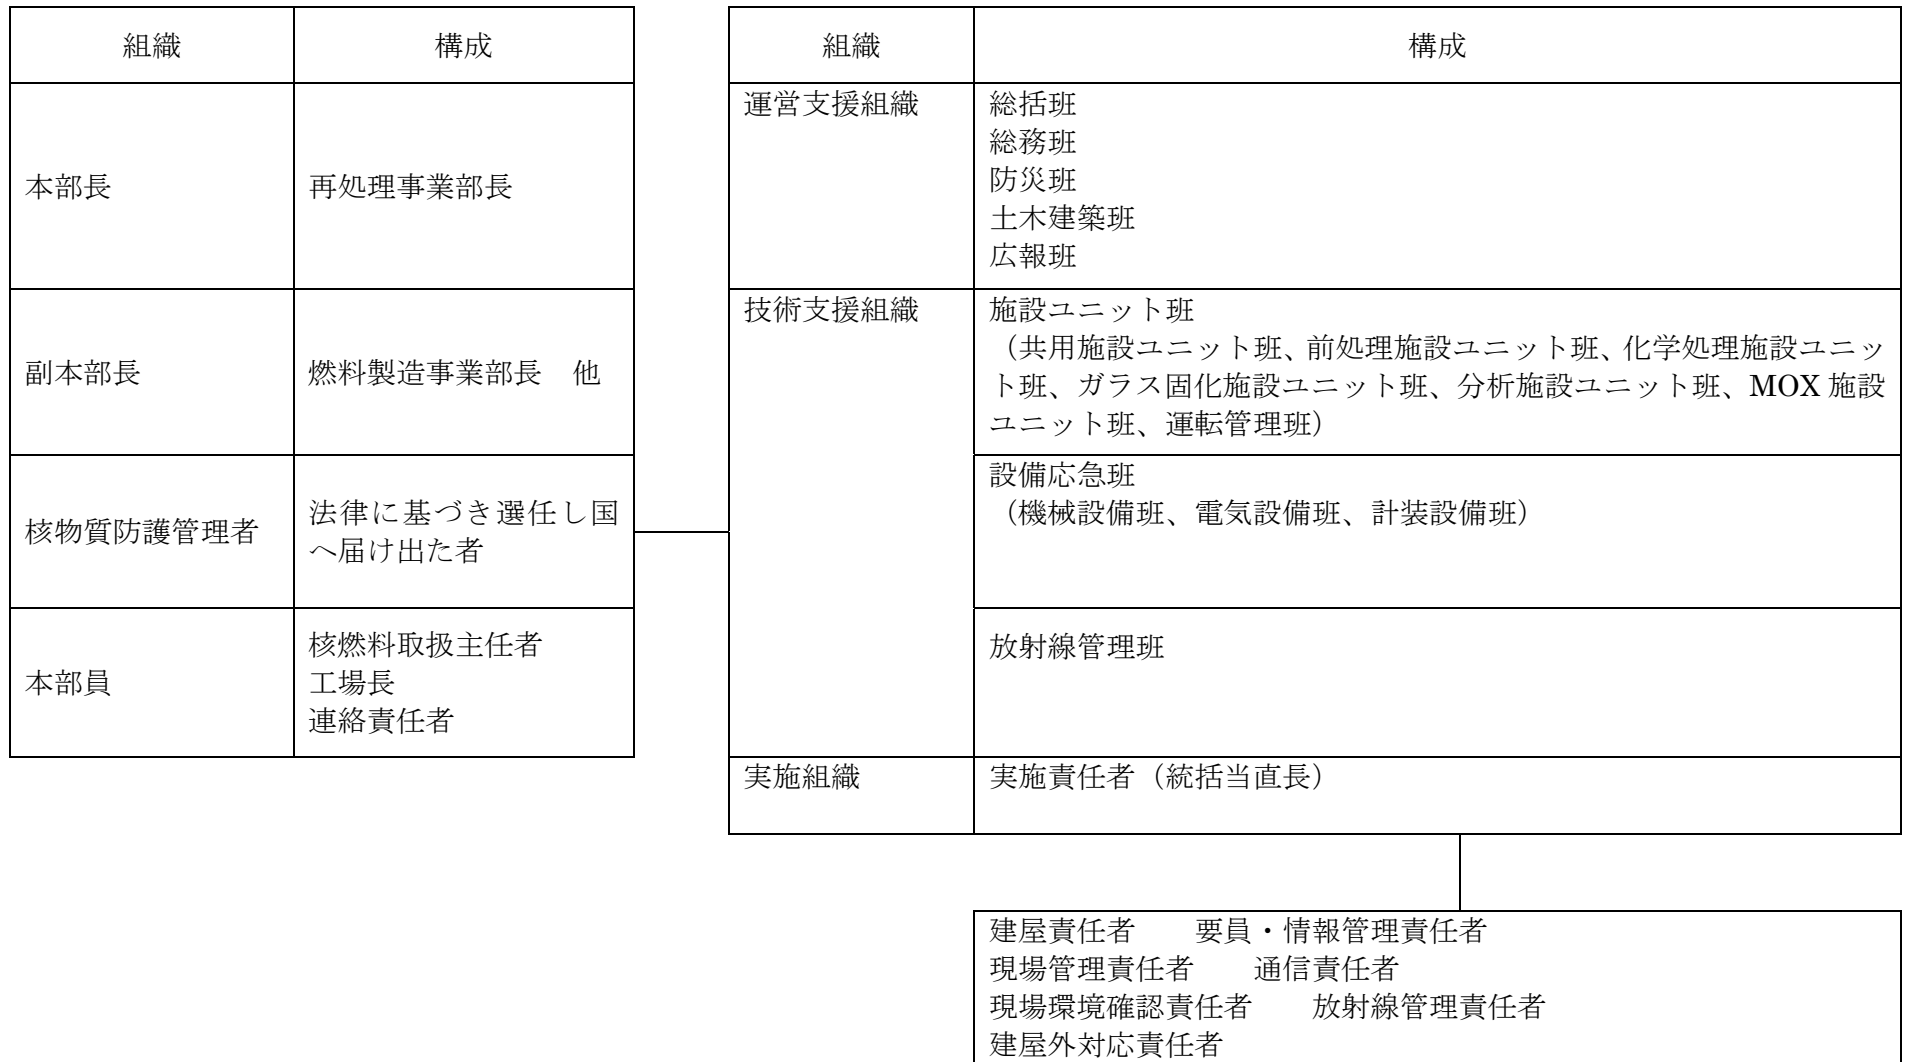 組織
構成
本部長
再処理事業部長
副本部長
燃料製造事業部長　他
核物質防護管理者
法律に基づき選任し国
へ届け出た者
本部員
核燃料取扱主任者
工場長
連絡責任者
組織
構成
運営支援組織
総括班
総務班
防災班
土木建築班
広報班
技術支援組織
施設ユニット班
（共用施設ユニット班、前処理施設ユニット班、化学処理施設ユニッ
ト班、ガラス固化施設ユニット班、分析施設ユニット班、MOX 施設
ユニット班、運転管理班）
設備応急班
（機械設備班、電気設備班、計装設備班）
放射線管理班
実施組織
実施責任者（統括当直長）
建屋責任者　　要員・情報管理責任者
現場管理責任者　　通信責任者
現場環境確認責任者　　放射線管理責任者
建屋外対応責任者